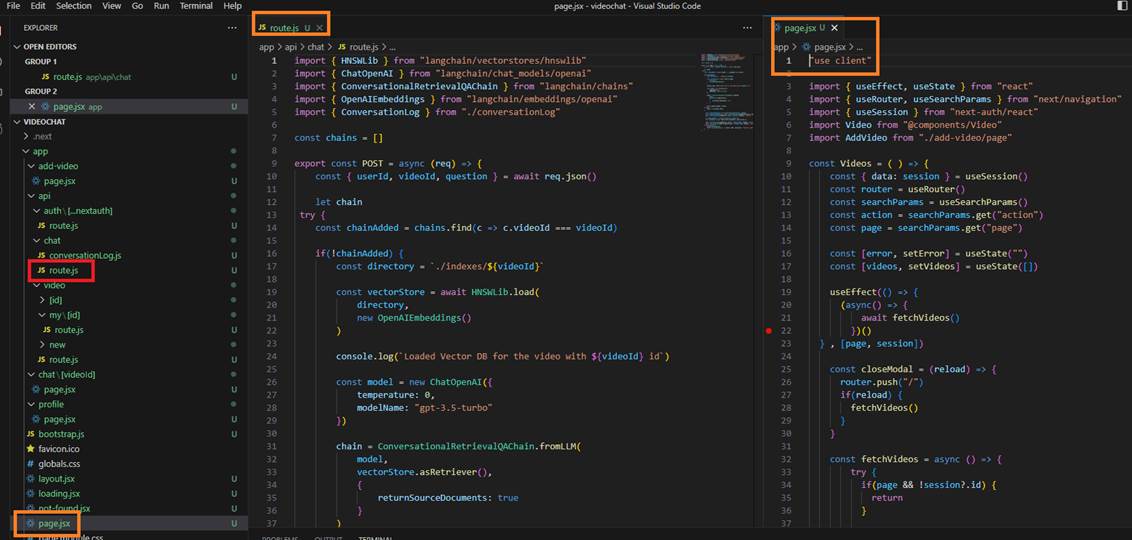 File Edit Selection View Go Run Terminal Help
page.jsx - videochat - Visual Studio Code
EXPLORER
OPEN EDITORS
GROUP 1
JS route.js app\api\chat U
GROUP 2
page.jsx app U
VIDEOCHAT
.next
app
add-video
page.jsx U
api
auth \ [...nextauth]
JS route.js U
chat
JS conversationLog.js U
JS route.js U
video
[id]
my \ [id]
JS route.js U
new
JS route.js U
chat \ [videoId]
page.jsx U
profile
page.jsx U
JS bootstrap.js U
favicon.ico U
globals.css U
layout.jsx U
loading.jsx U
not-found.jsx U
page.jsx U
page.module.css U
JS route.js U
app > api > chat > JS route.js > ...
1 import { HNSWLib } from "langchain/vectorstores/hnswlib"
2 import { ChatOpenAI } from "langchain/chat_models/openai"
3 import { ConversationalRetrievalQAChain } from "langchain/chains"
4 import { OpenAIEmbeddings } from "langchain/embeddings/openai"
5 import { ConversationLog } from "./conversationLog"
6
7 const chains = []
8
9 export const POST = async (req) => {
10 const { userId, videoId, question } = await req.json()
11
12 let chain
13 try {
14 const chainAdded = chains.find(c => c.videoId === videoId)
15
16 if(!chainAdded) {
17 const directory = `./indexes/${videoId}`
18
19 const vectorStore = await HNSWLib.load(
20 directory,
21 new OpenAIEmbeddings()
22 )
23
24 console.log(`Loaded Vector DB for the video with ${videoId} id`)
25
26 const model = new ChatOpenAI({
27 temperature: 0,
28 modelName: "gpt-3.5-turbo"
29 })
30
31 chain = ConversationalRetrievalQAChain.fromLLM(
32 model,
33 vectorStore.asRetriever(),
34 {
35 returnSourceDocuments: true
36 }
37 )
page.jsx U
app > page.jsx > ...
1 "use client"
2
3 import { useEffect, useState } from "react"
4 import { useRouter, useSearchParams } from "next/navigation"
5 import { useSession } from "next-auth/react"
6 import Video from "@components/Video"
7 import AddVideo from "./add-video/page"
8
9 const Videos = ( ) => {
10 const { data: session } = useSession()
11 const router = useRouter()
12 const searchParams = useSearchParams()
13 const action = searchParams.get("action")
14 const page = searchParams.get("page")
15
16 const [error, setError] = useState("")
17 const [videos, setVideos] = useState([])
18
19 useEffect(() => {
20 (async() => {
21 await fetchVideos()
22 })()
23 } , [page, session])
24
25 const closeModal = (reload) => {
26 router.push("/")
27 if(reload) {
28 fetchVideos()
29 }
30 }
31
32 const fetchVideos = async () => {
33 try {
34 if(page && !session?.id) {
35 return
36 }
37
PROBLEMS OUTPUT TERMINAL